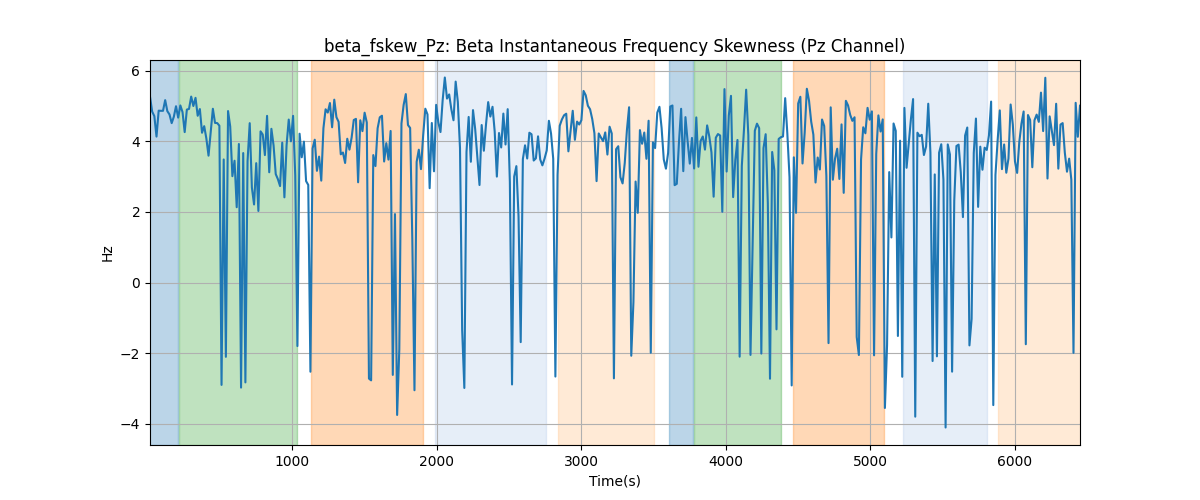 beta_fskew_Pz: Beta Instantaneous Frequency Skewness (Pz Channel)
6
4
2
0
−2
−4
Hz
1000 2000 3000 4000 5000 6000
Time(s)